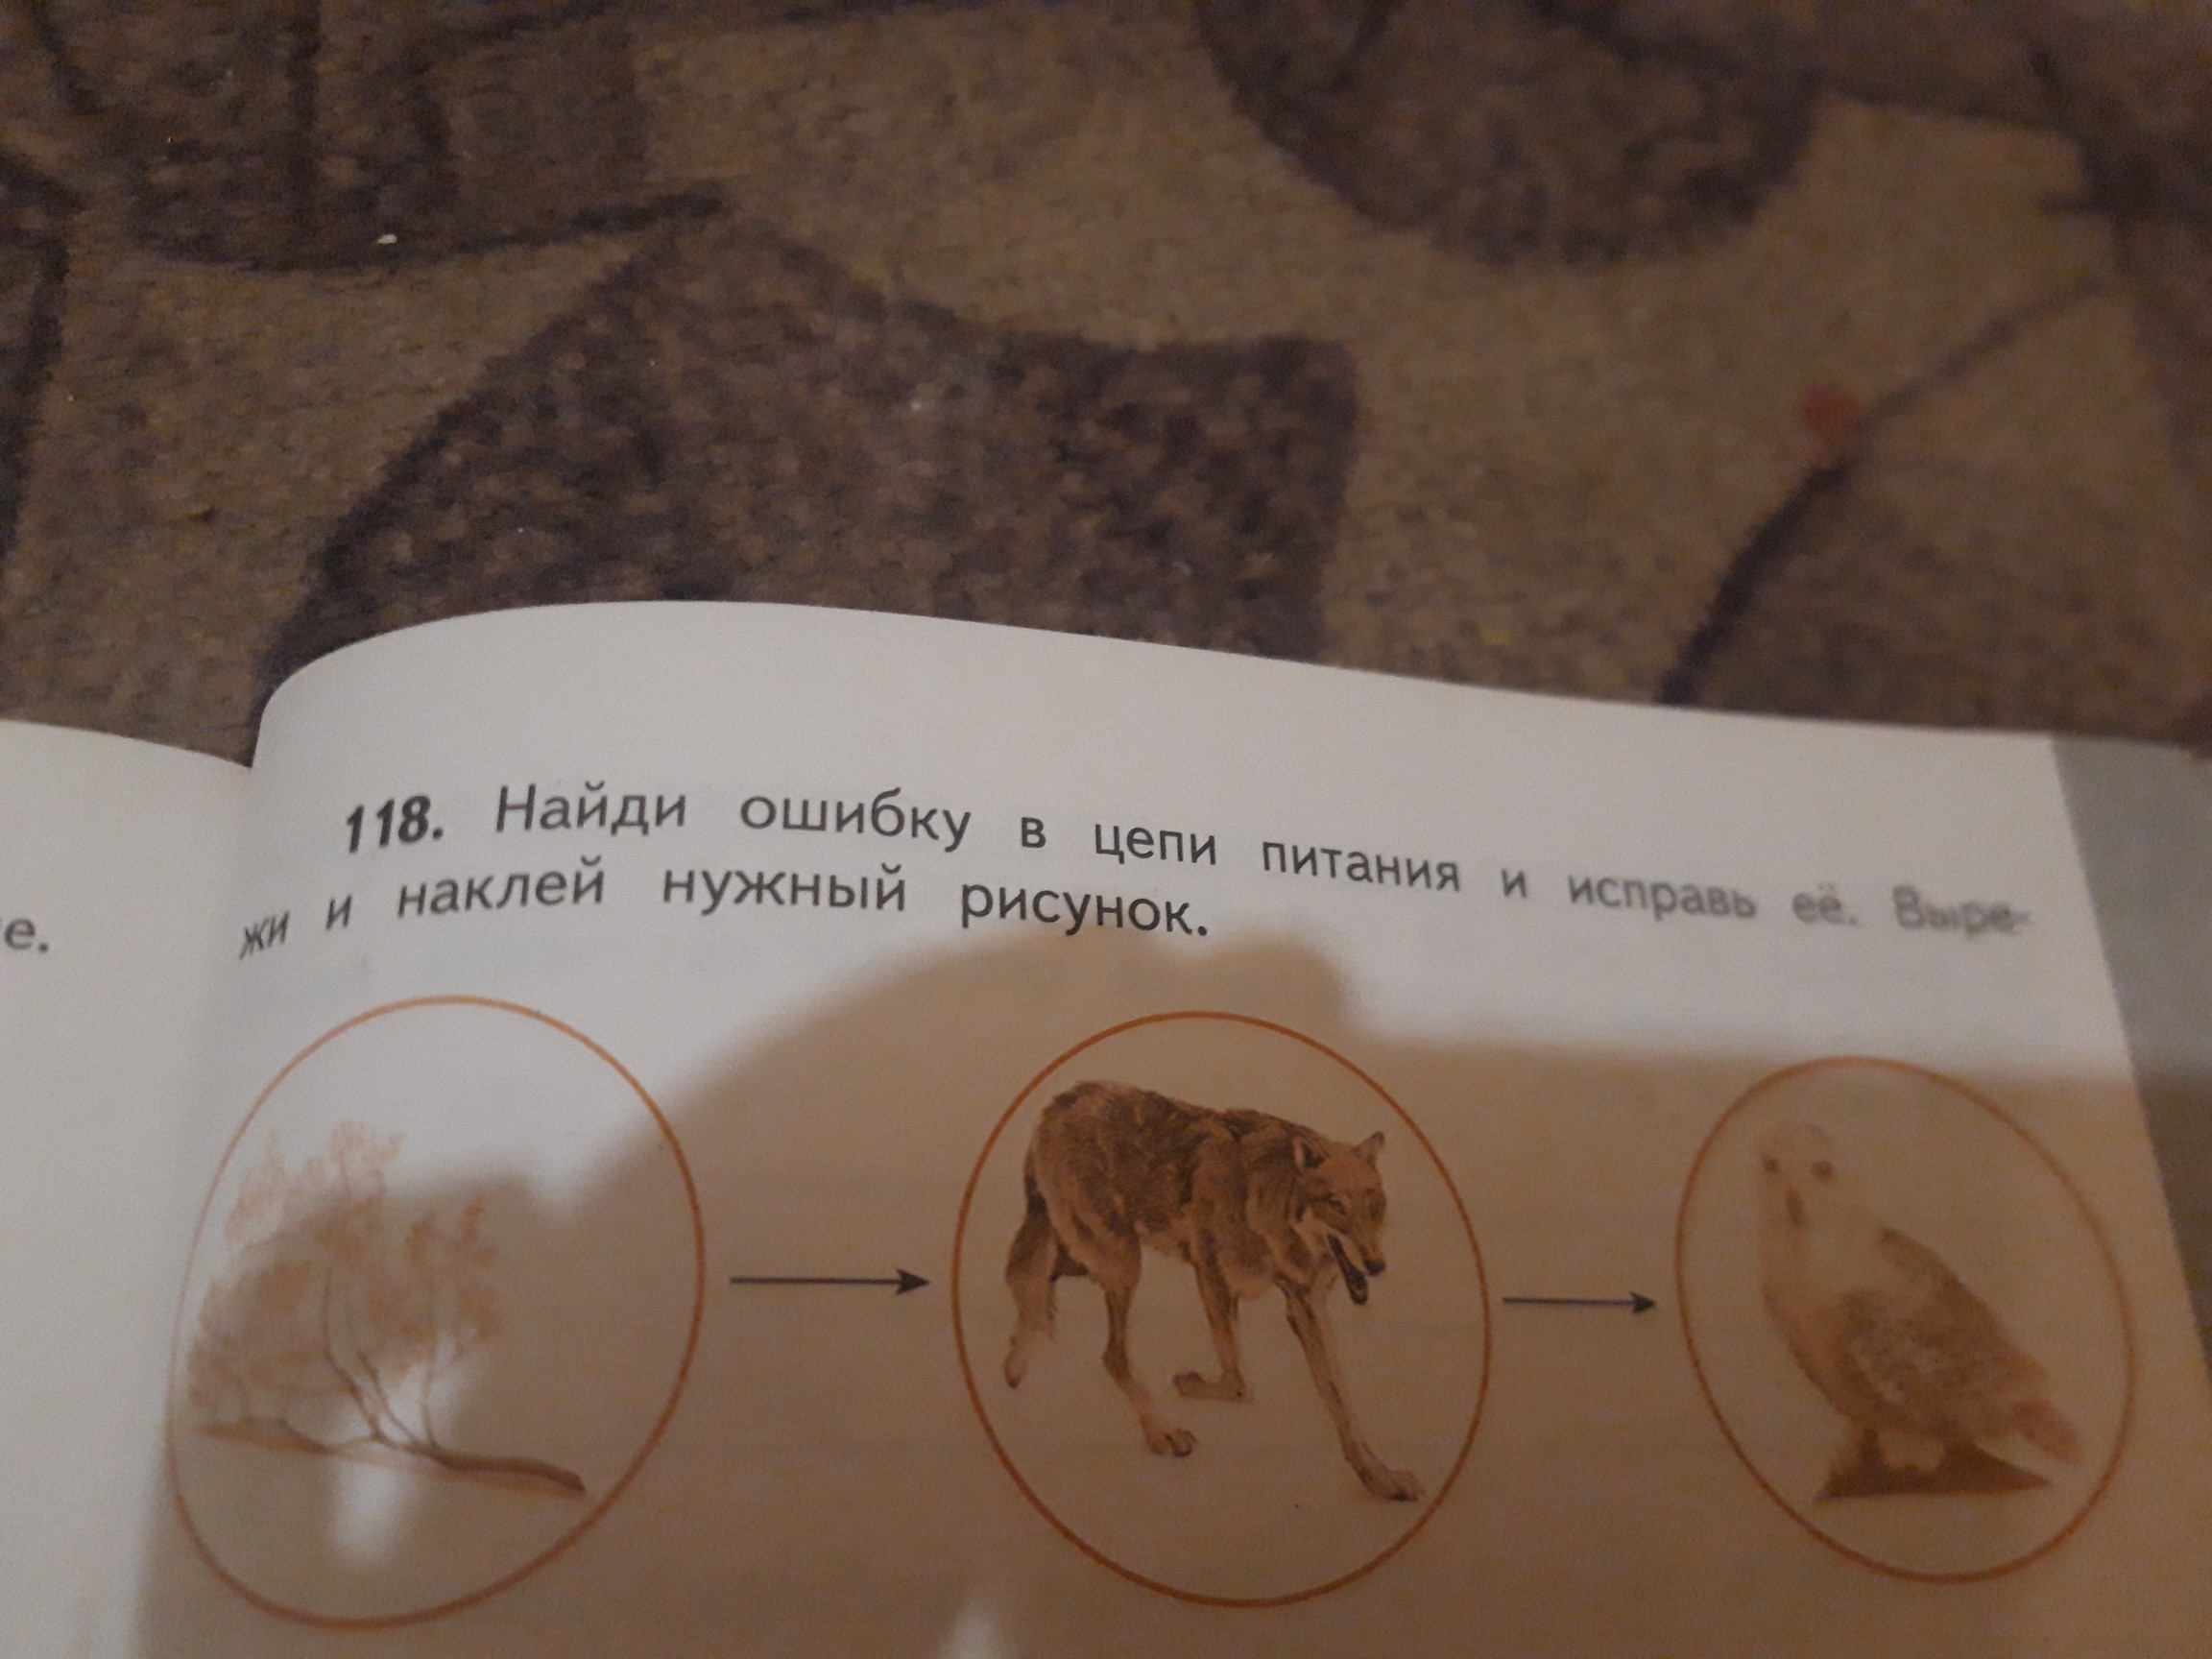 118. Найди ошибку в цепи питания и исправь её. Выре-
жи и наклей нужный рисунок.
е.